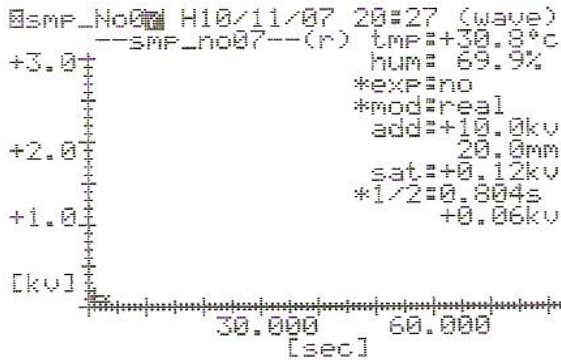 smp_No07 H10/11/07 20:27 (wave)
--smp_no07--(r) tmp:+30.8°c
+3.0 hum: 69.9%
*exp:no
*mod:real
add:+10.0kv
+2.0 20.0mm
sat:+0.12kv
*1/2:0.804s
+1.0 +0.06kv
[kv]
30.000 60.000
[sec]